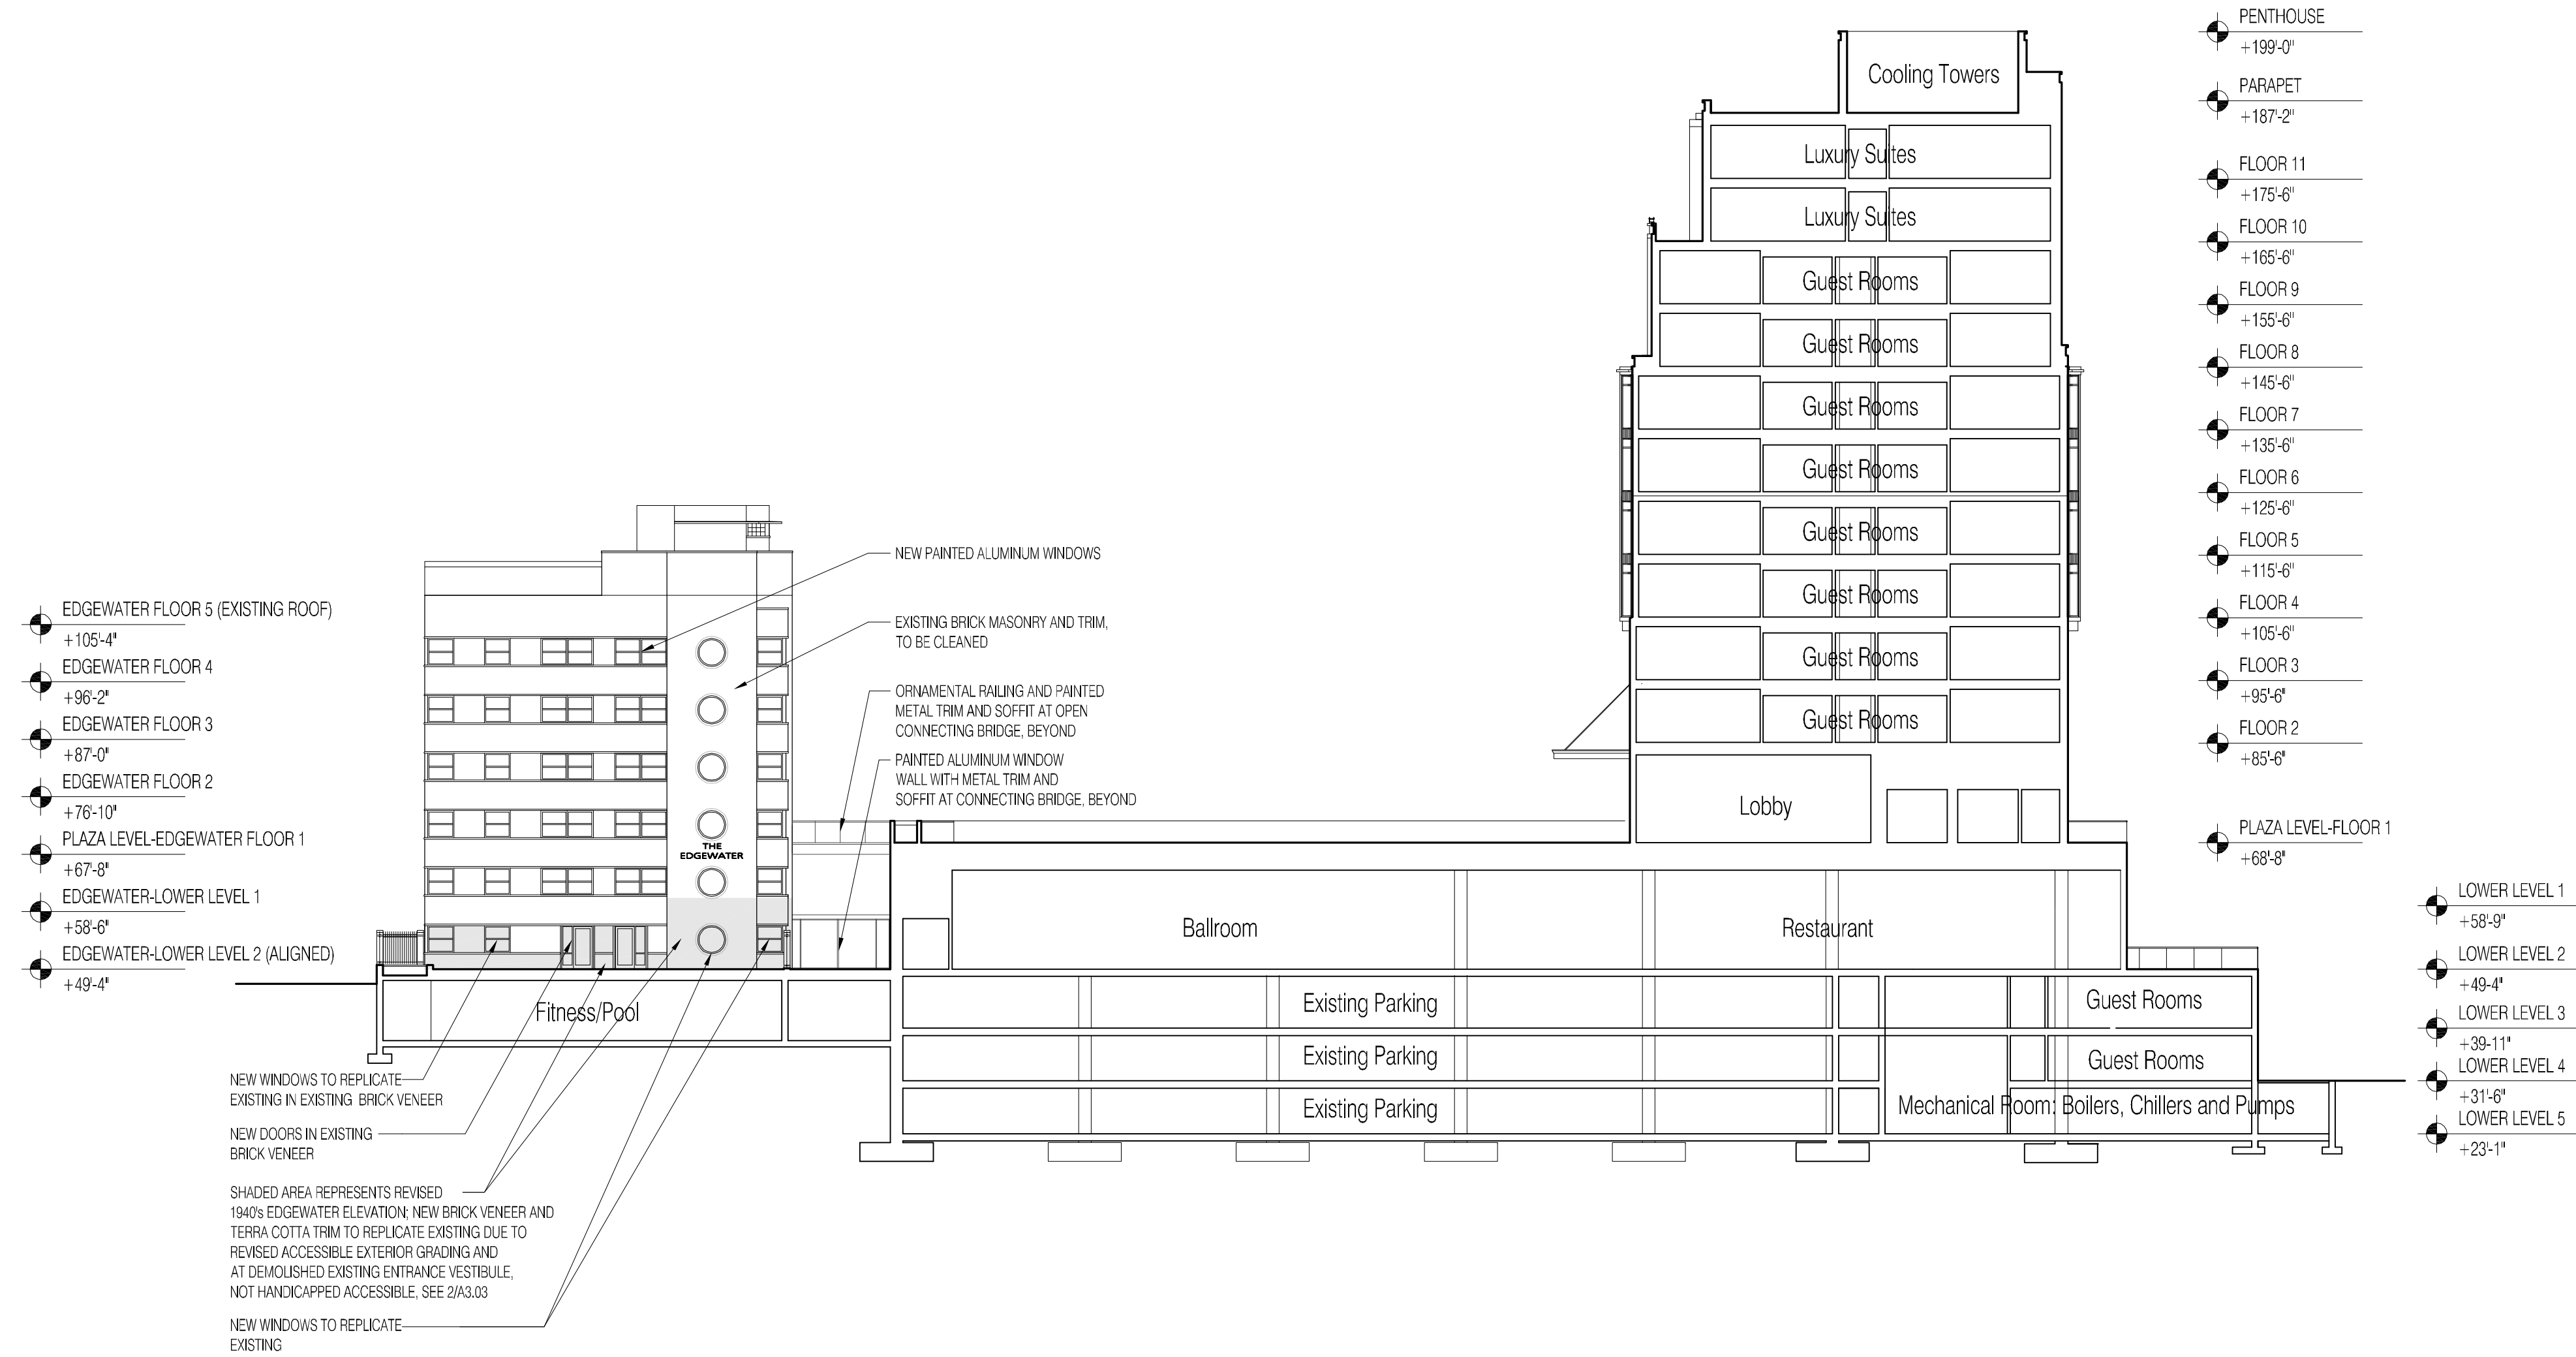 PENTHOUSE
+199'-0"
PARAPET
+187'-2"
FLOOR 11
+175'-6"
FLOOR 10
+165'-6"
FLOOR 9
+155'-6"
FLOOR 8
+145'-6"
FLOOR 7
+135'-6"
FLOOR 6
+125'-6"
FLOOR 5
+115'-6"
FLOOR 4
+105'-6"
FLOOR 3
+95'-6"
FLOOR 2
+85'-6"
PLAZA LEVEL-FLOOR 1
+68'-8"
LOWER LEVEL 1
+58'-9"
LOWER LEVEL 2
+49-4"
LOWER LEVEL 3
+39-11"
LOWER LEVEL 4
+31'-6"
LOWER LEVEL 5
+23'-1"
Cooling Towers
Luxury Suites
Luxury Suites
Guest Rooms
Guest Rooms
Guest Rooms
Guest Rooms
Guest Rooms
Guest Rooms
Guest Rooms
Guest Rooms
Lobby
Ballroom
Restaurant
Existing Parking
Guest Rooms
Existing Parking
Guest Rooms
Existing Parking
Mechanical Room: Boilers, Chillers and Pumps
Fitness/Pool
THE
EDGEWATER
EDGEWATER FLOOR 5 (EXISTING ROOF)
+105'-4"
EDGEWATER FLOOR 4
+96'-2"
EDGEWATER FLOOR 3
+87'-0"
EDGEWATER FLOOR 2
+76'-10"
PLAZA LEVEL-EDGEWATER FLOOR 1
+67'-8"
EDGEWATER-LOWER LEVEL 1
+58'-6"
EDGEWATER-LOWER LEVEL 2 (ALIGNED)
+49'-4"
NEW PAINTED ALUMINUM WINDOWS
EXISTING BRICK MASONRY AND TRIM,
TO BE CLEANED
ORNAMENTAL RAILING AND PAINTED
METAL TRIM AND SOFFIT AT OPEN
CONNECTING BRIDGE, BEYOND
PAINTED ALUMINUM WINDOW
WALL WITH METAL TRIM AND
SOFFIT AT CONNECTING BRIDGE, BEYOND
NEW WINDOWS TO REPLICATE
EXISTING IN EXISTING BRICK VENEER
NEW DOORS IN EXISTING
BRICK VENEER
SHADED AREA REPRESENTS REVISED
1940's EDGEWATER ELEVATION; NEW BRICK VENEER AND
TERRA COTTA TRIM TO REPLICATE EXISTING DUE TO
REVISED ACCESSIBLE EXTERIOR GRADING AND
AT DEMOLISHED EXISTING ENTRANCE VESTIBULE,
NOT HANDICAPPED ACCESSIBLE, SEE 2/A3.03
NEW WINDOWS TO REPLICATE
EXISTING